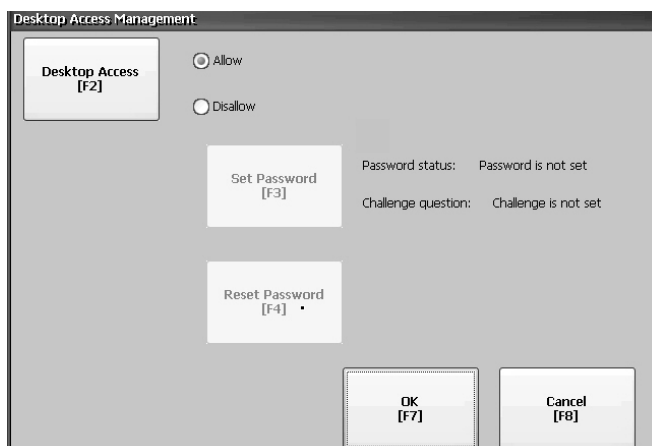 Desktop Access Management
Desktop Access
[F2]
Allow
Disallow
Set Password
[F3]
Password status: Password is not set
Challenge question: Challenge is not set
Reset Password
[F4]
OK
[F7]
Cancel
[F8]